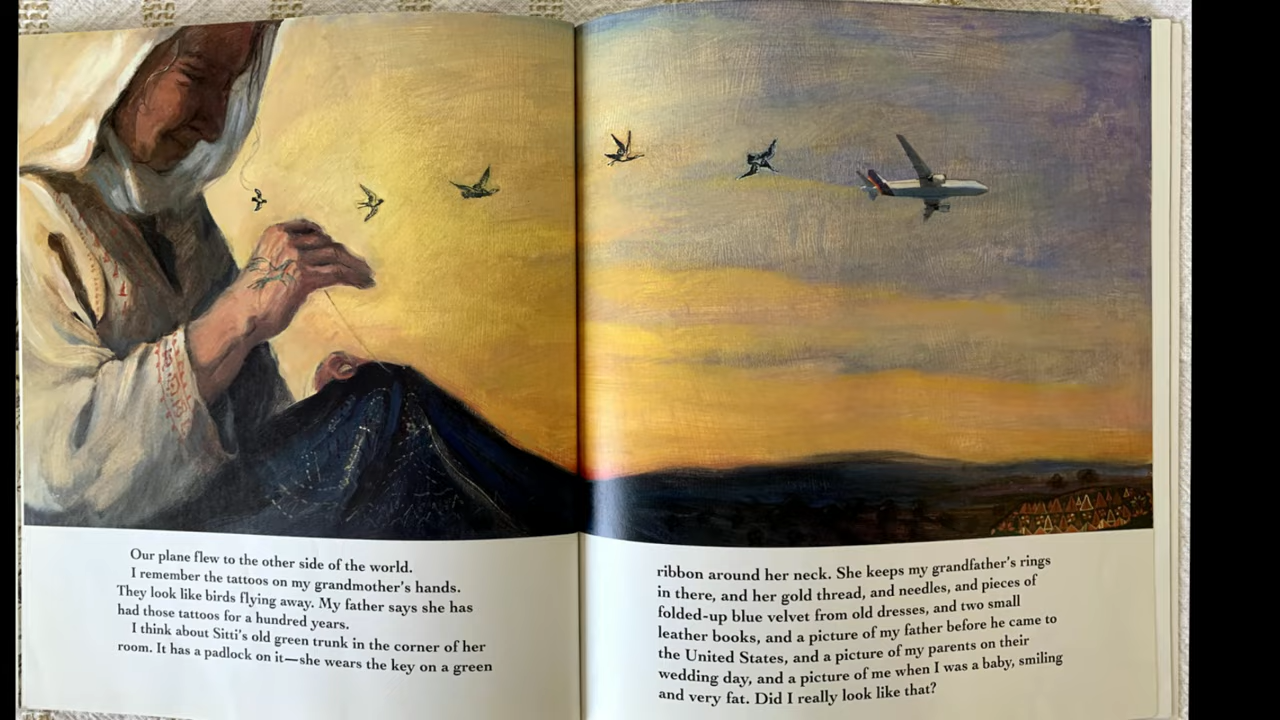 Our plane flew to the other side of the world.
I remember the tattoos on my grandmother's hands.
They look like birds flying away. My father says she has
had those tattoos for a hundred years.
I think about Sitti's old green trunk in the corner of her
room. It has a padlock on it—she wears the key on a green
ribbon around her neck. She keeps my grandfather's rings
in there, and her gold thread, and needles, and pieces of
folded-up blue velvet from old dresses, and two small
leather books, and a picture of my father before he came to
the United States, and a picture of my parents on their
wedding day, and a picture of me when I was a baby, smiling
and very fat. Did I really look like that?